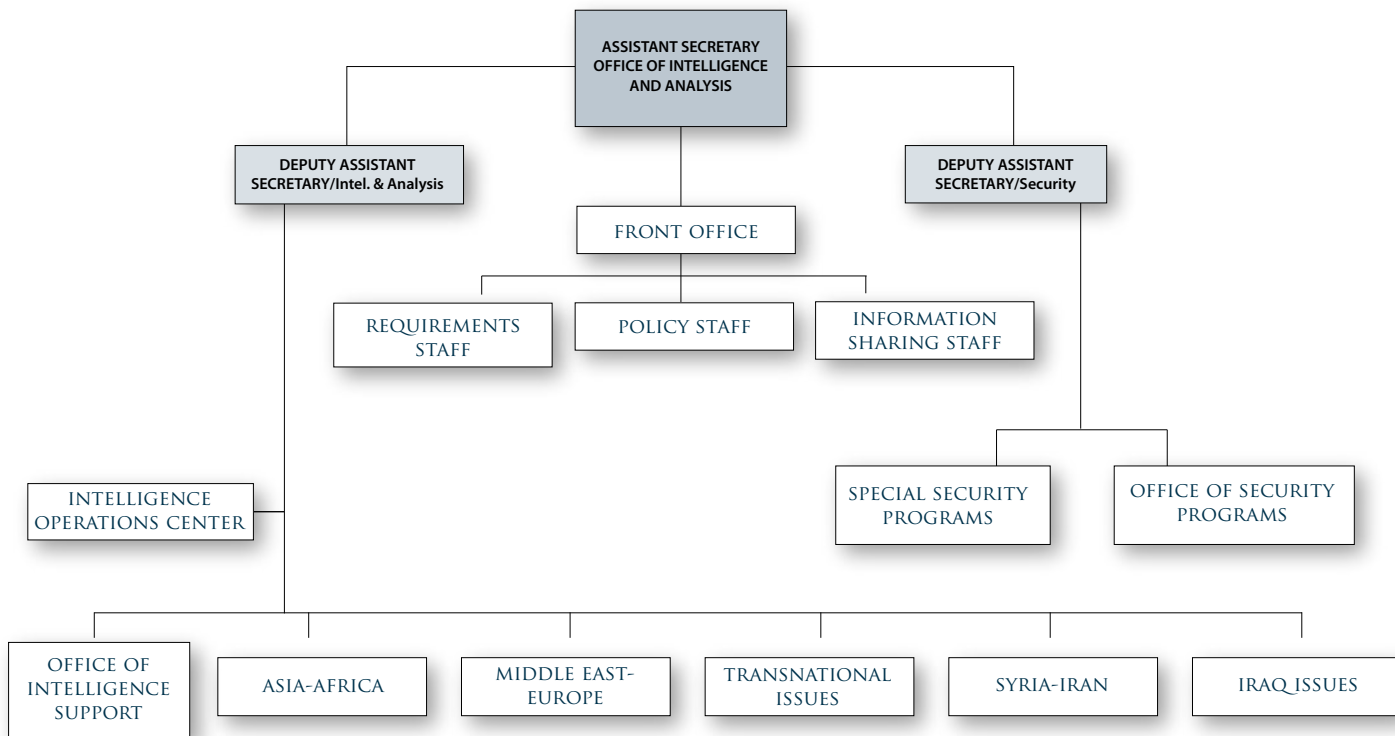 ASSISTANT SECRETARY
OFFICE OF INTELLIGENCE
AND ANALYSIS
DEPUTY ASSISTANT
SECRETARY/Intel. & Analysis
DEPUTY ASSISTANT
SECRETARY/Security
FRONT OFFICE
REQUIREMENTS
STAFF
POLICY STAFF
INFORMATION
SHARING STAFF
INTELLIGENCE
OPERATIONS CENTER
SPECIAL SECURITY
PROGRAMS
OFFICE OF SECURITY
PROGRAMS
OFFICE OF
INTELLIGENCE
SUPPORT
ASIA-AFRICA
MIDDLE EAST-
EUROPE
TRANSNATIONAL
ISSUES
SYRIA-IRAN
IRAQ ISSUES